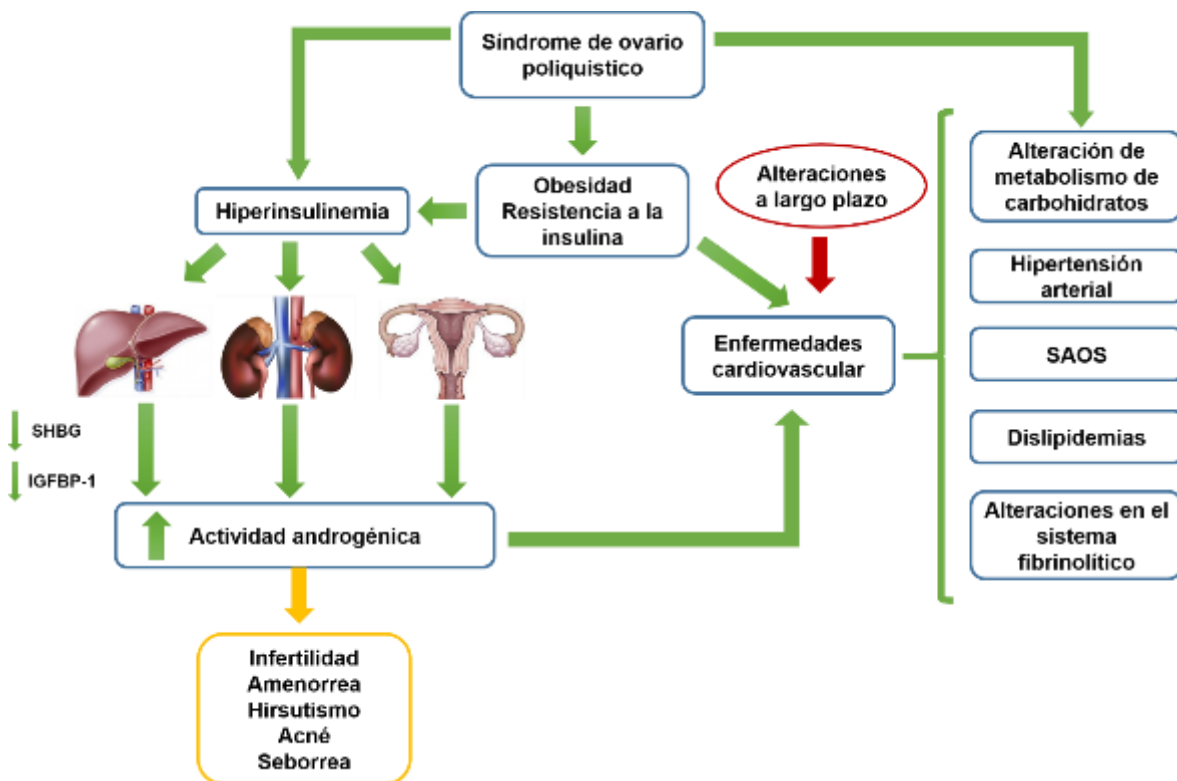 Síndrome de ovario
poliquistico
Obesidad
Resistencia a la
insulina
Hiperinsulinemia
Alteraciones
a largo plazo
Enfermedades
cardiovascular
Alteración de
metabolismo de
carbohidratos
Hipertensión
arterial
SAOS
Dislipidemias
Alteraciones en el
sistema
fibrinolítico
SHBG
IGFBP-1
Actividad androgénica
Infertilidad
Amenorrea
Hirsutismo
Acné
Seborrea